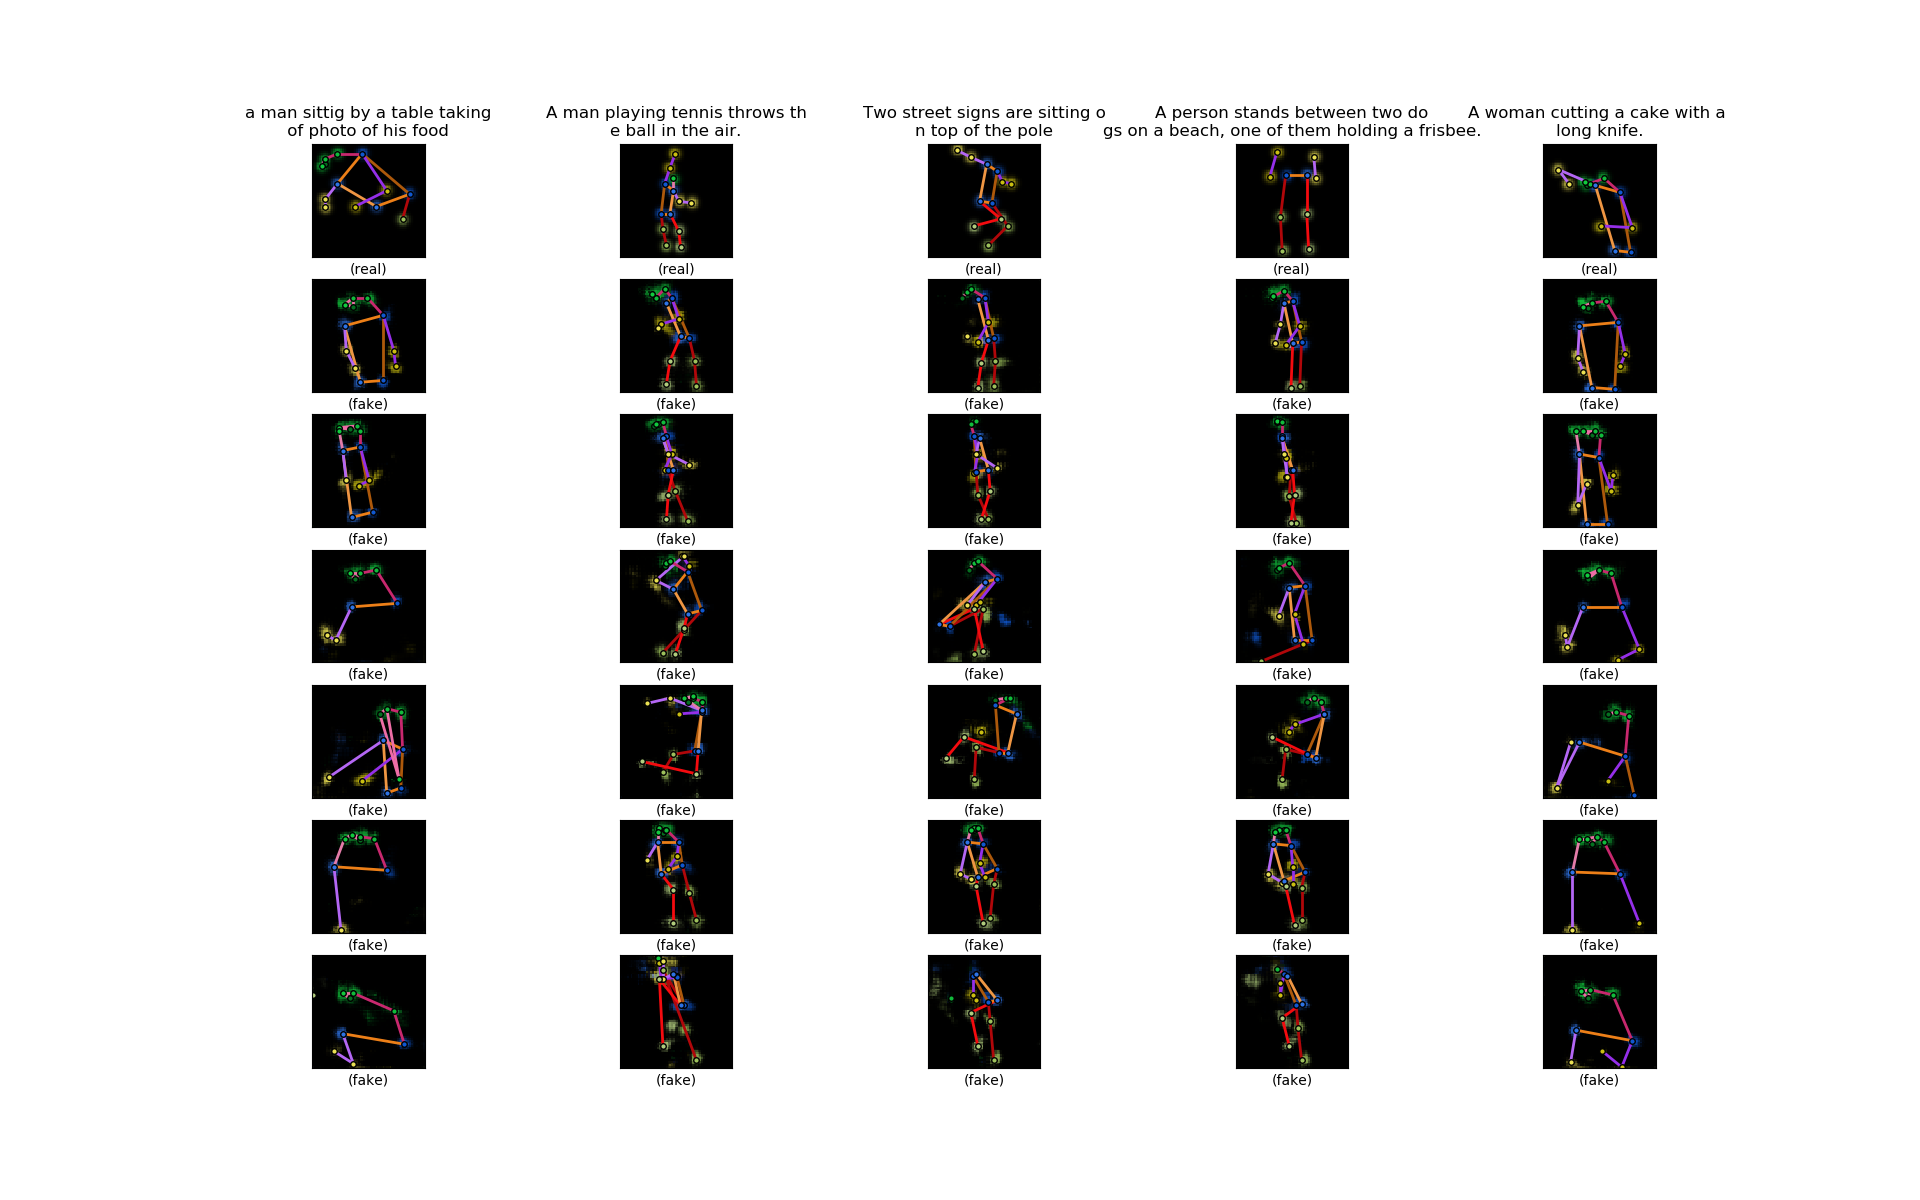 a man sittig by a table taking
of photo of his food
A man playing tennis throws th
e ball in the air.
Two street signs are sitting o
n top of the pole
A person stands between two do
gs on a beach, one of them holding a frisbee.
A woman cutting a cake with a
long knife.
(real) (real) (real) (real) (real)
(fake) (fake) (fake) (fake) (fake)
(fake) (fake) (fake) (fake) (fake)
(fake) (fake) (fake) (fake) (fake)
(fake) (fake) (fake) (fake) (fake)
(fake) (fake) (fake) (fake) (fake)
(fake) (fake) (fake) (fake) (fake)